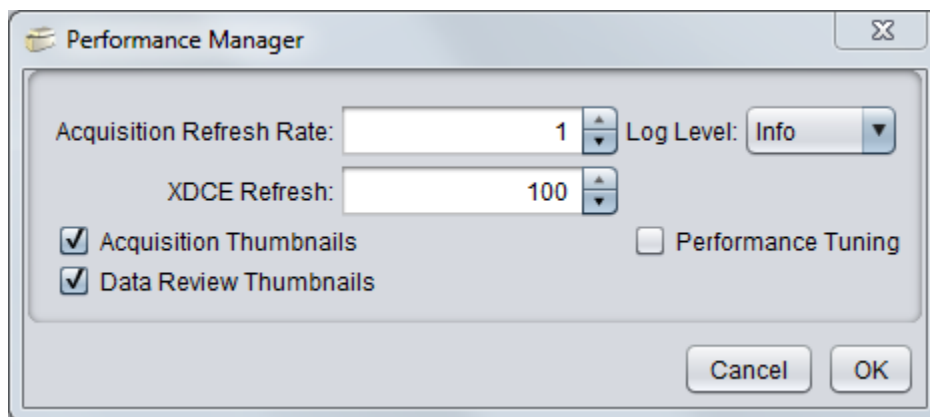 Performance Manager
Acquisition Refresh Rate: 1 Log Level: Info
XDCE Refresh: 100
Acquisition Thumbnails Performance Tuning
Data Review Thumbnails
Cancel OK